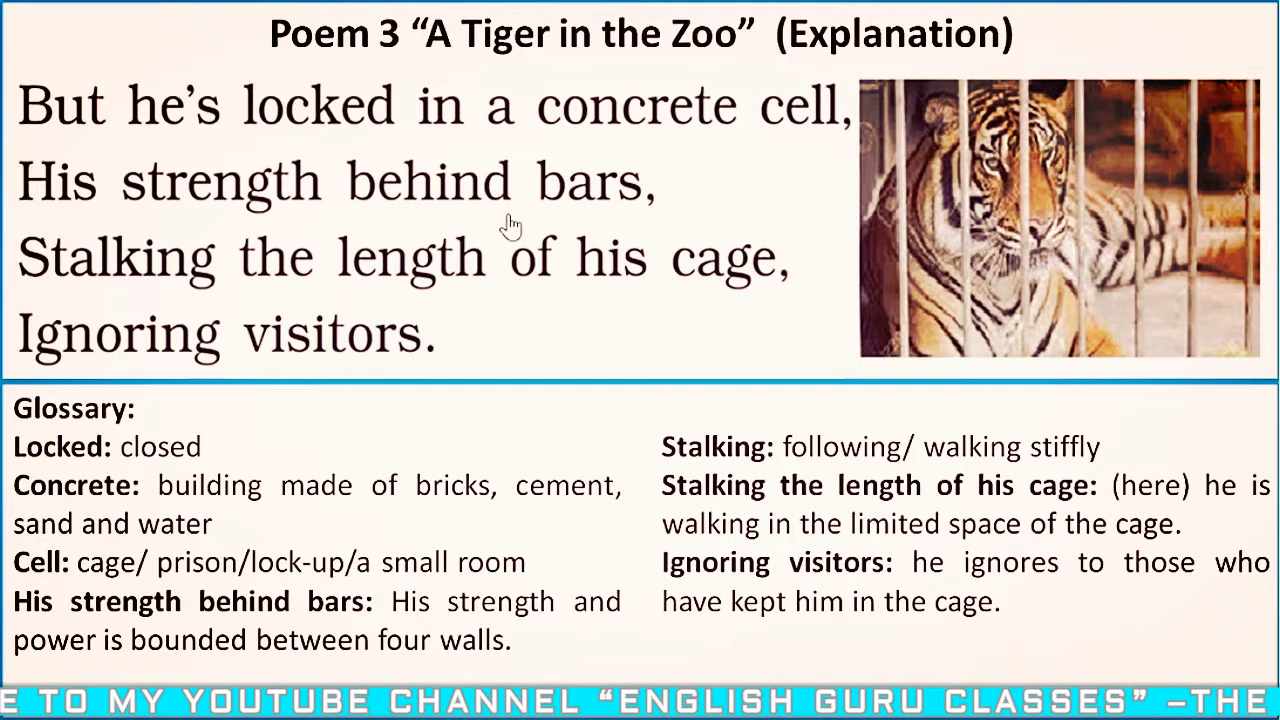 Poem 3 “A Tiger in the Zoo” (Explanation)
But he’s locked in a concrete cell,
His strength behind bars,
Stalking the length of his cage,
Ignoring visitors.
Glossary:
Locked: closed
Concrete: building made of bricks, cement,
sand and water
Cell: cage/ prison/lock-up/a small room
His strength behind bars: His strength and
power is bounded between four walls.
Stalking: following/ walking stiffly
Stalking the length of his cage: (here) he is
walking in the limited space of the cage.
Ignoring visitors: he ignores to those who
have kept him in the cage.
E TO MY YOUTUBE CHANNEL “ENGLISH GURU CLASSES” –THE